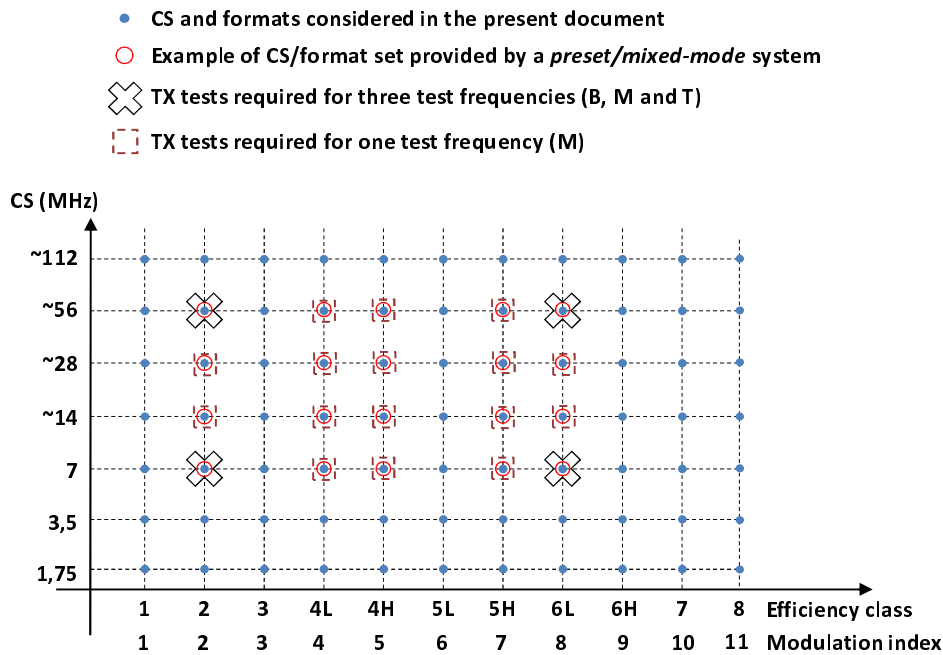 CS and formats considered in the present document
Example of CS/format set provided by a preset/mixed-mode system
TX tests required for three test frequencies (B, M and T)
TX tests required for one test frequency (M)
CS (MHz)
~112
~56
~28
~14
7
3,5
1,75
1 2 3 4L 4H 5L 5H 6L 6H 7 8 Efficiency class
1 2 3 4 5 6 7 8 9 10 11 Modulation index